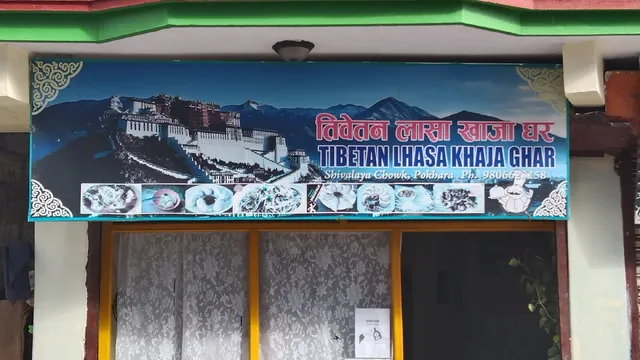 तिवेतन लासा खाजा घर
TIBETAN LHASA KHAJA GHAR
Shivalaya Chowk, Pokhara